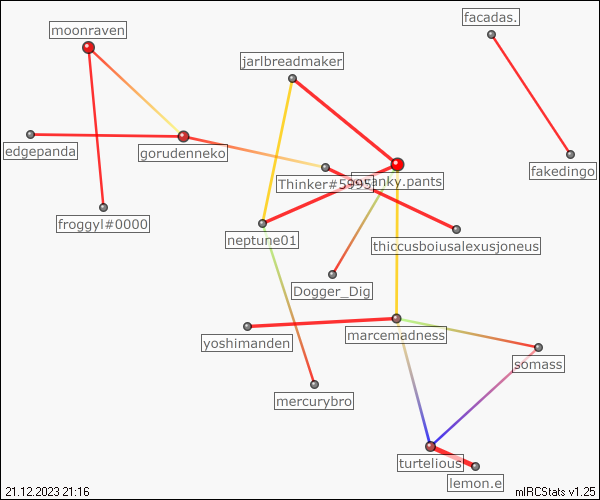 moonraven
facadas.
jarlbreadmaker
edgepanda
gorudenneko
fakedingo
Thinker#5995
anky.pants
froggyl#0000
neptune01
thiccusboiusalexusjoneus
Dogger_Dig
yoshimanden
marcemadness
somass
mercurybro
turtelious
lemon.e
21.12.2023 21:16
mIRCStats v1.25